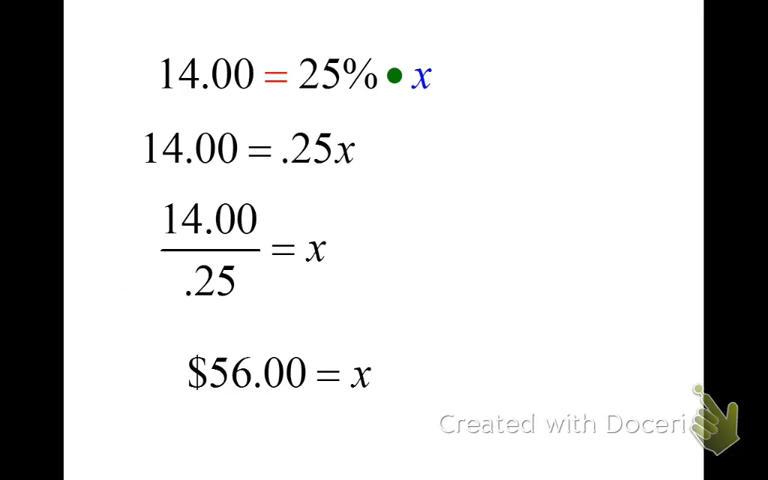 14.00 = 25% • x
14.00 = .25x
14.00
.25
= x
$56.00 = x
Created with Doceri